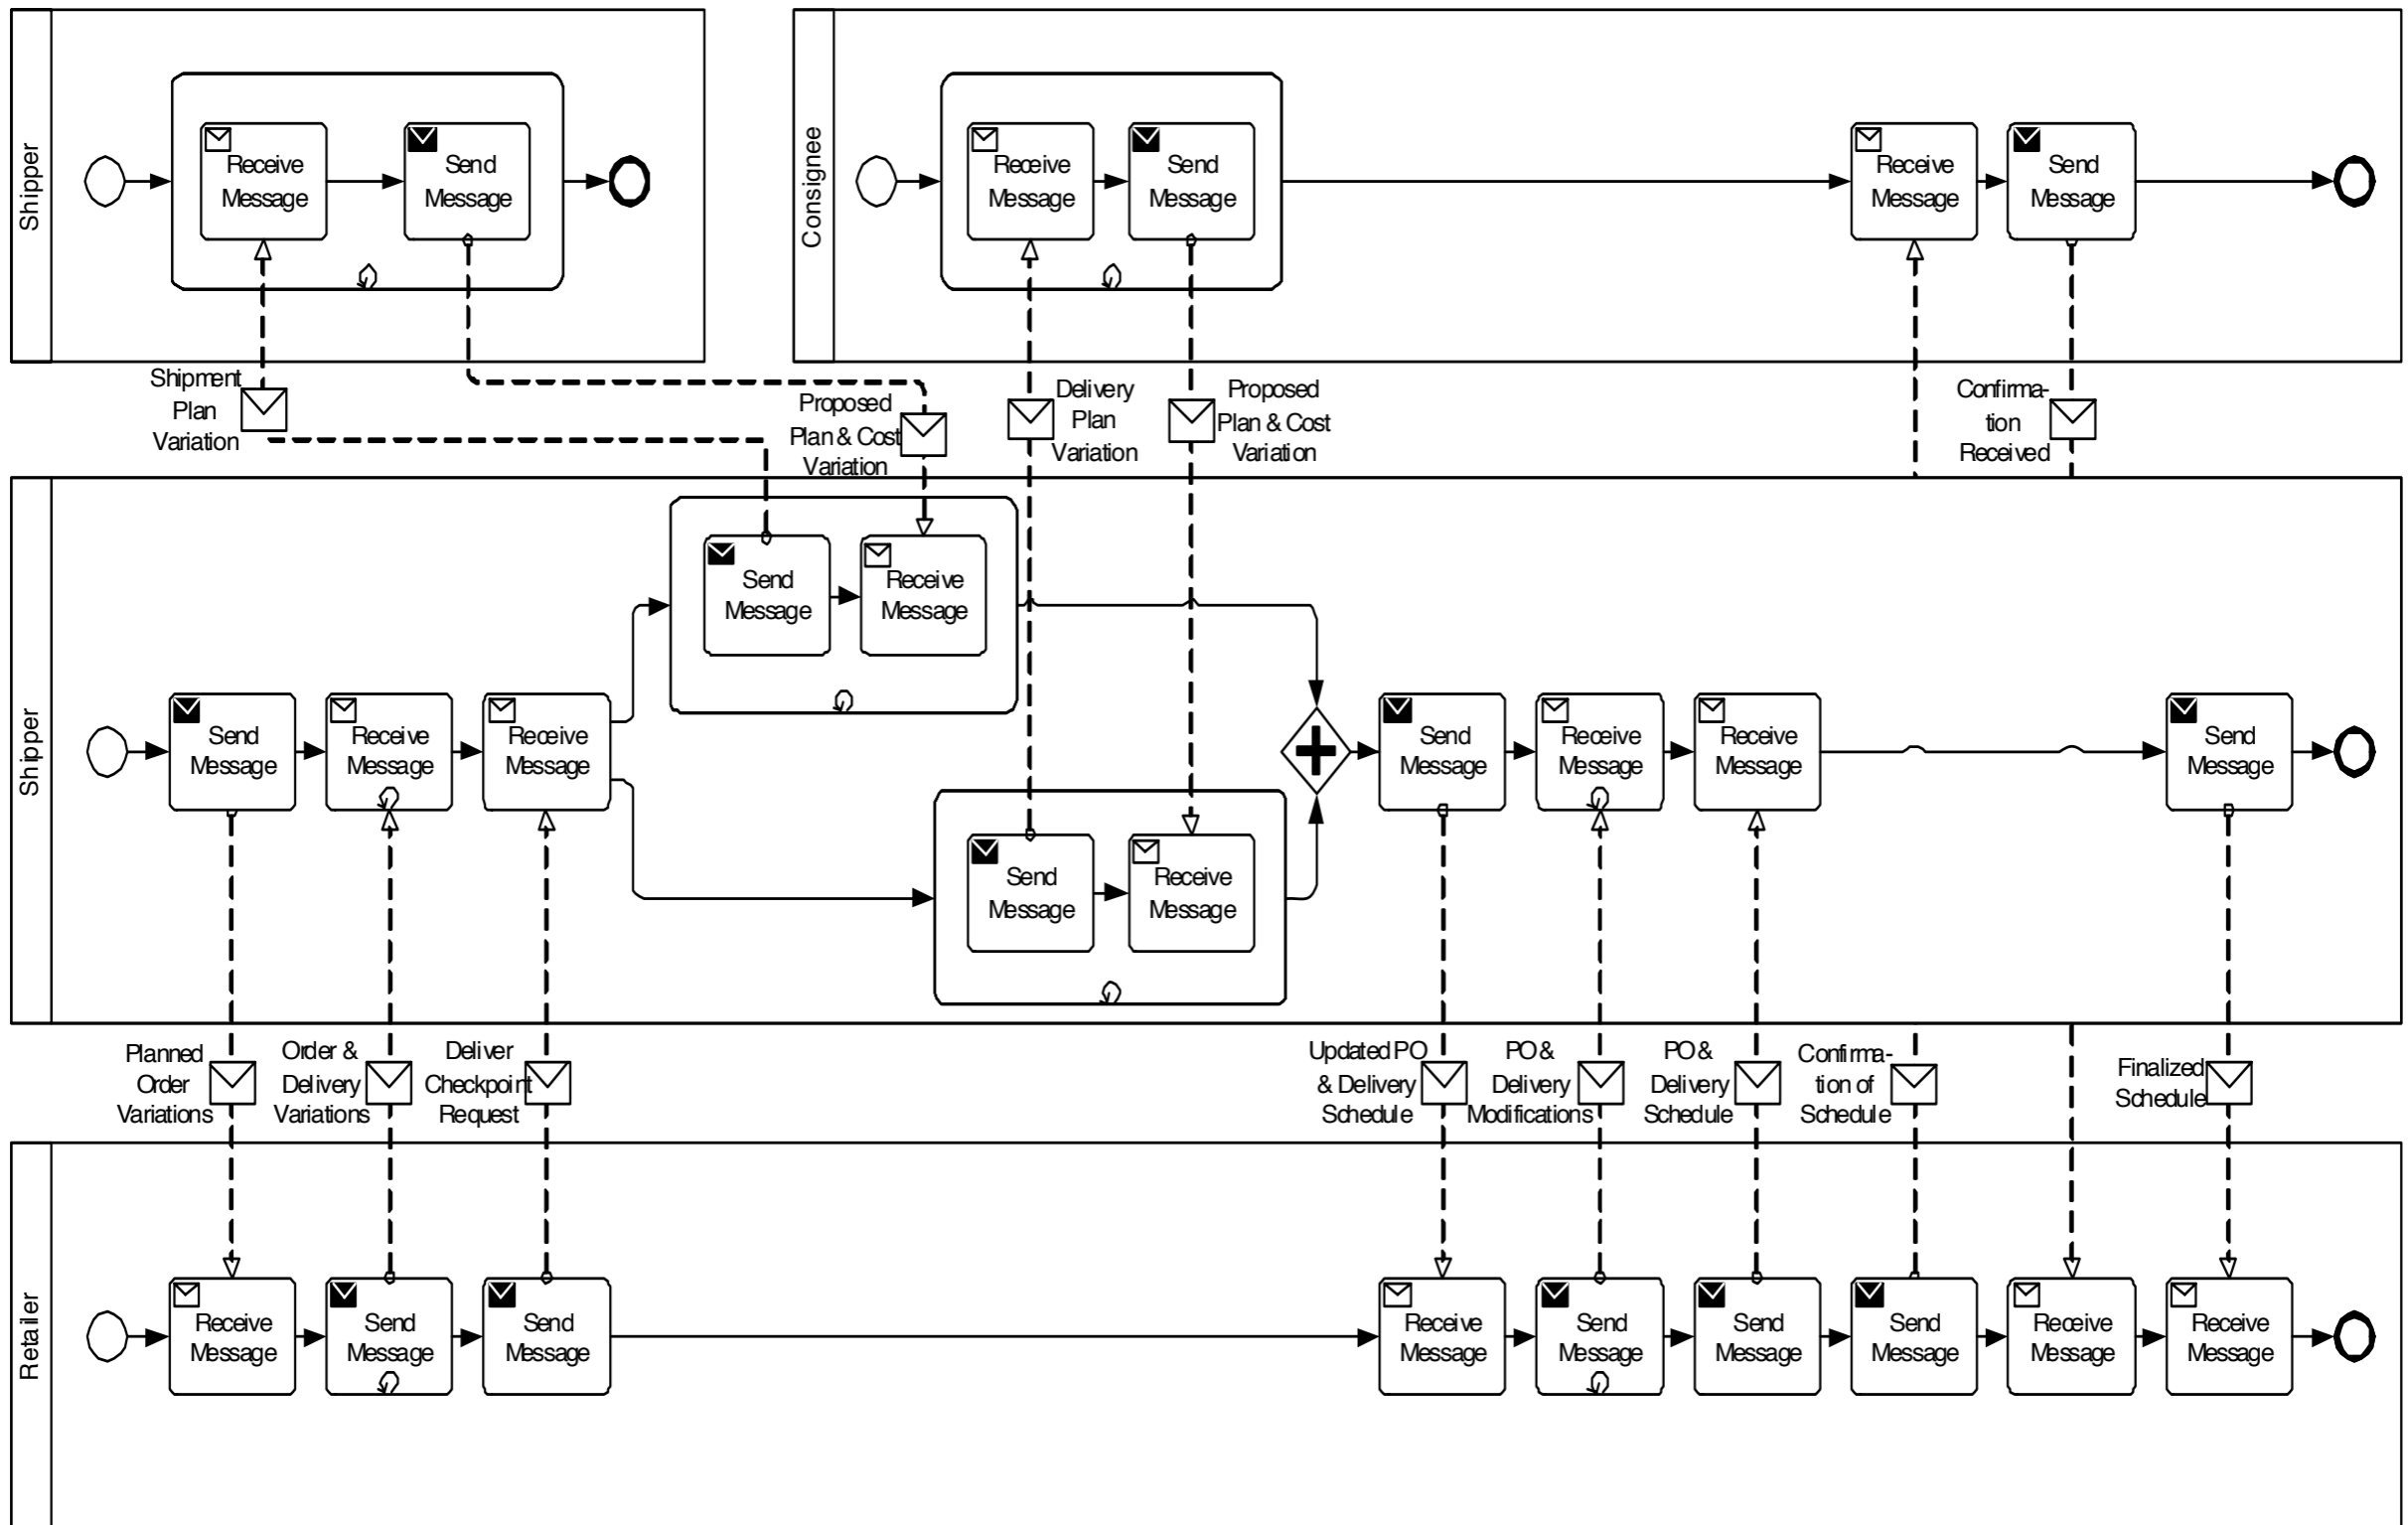 Shipper
Receive
Message
Send
Message
Consignee
Receive
Message
Send
Message
Receive
Message
Send
Message
Shipment
Plan
Variation
Proposed
Plan & Cost
Variation
Delivery
Plan
Variation
Proposed
Plan & Cost
Variation
Confirma-
tion
Received
Shipper
Send
Message
Receive
Message
Send
Message
Receive
Message
Receive
Message
Send
Message
Receive
Message
Send
Message
Receive
Message
Receive
Message
Send
Message
Planned
Order
Variations
Order &
Delivery
Variations
Deliver
Checkpoint
Request
Updated PO
& Delivery
Schedule
PO &
Delivery
Modifications
PO &
Delivery
Schedule
Confirma-
tion of
Schedule
Finalized
Schedule
Retailer
Receive
Message
Send
Message
Send
Message
Receive
Message
Send
Message
Send
Message
Send
Message
Receive
Message
Receive
Message